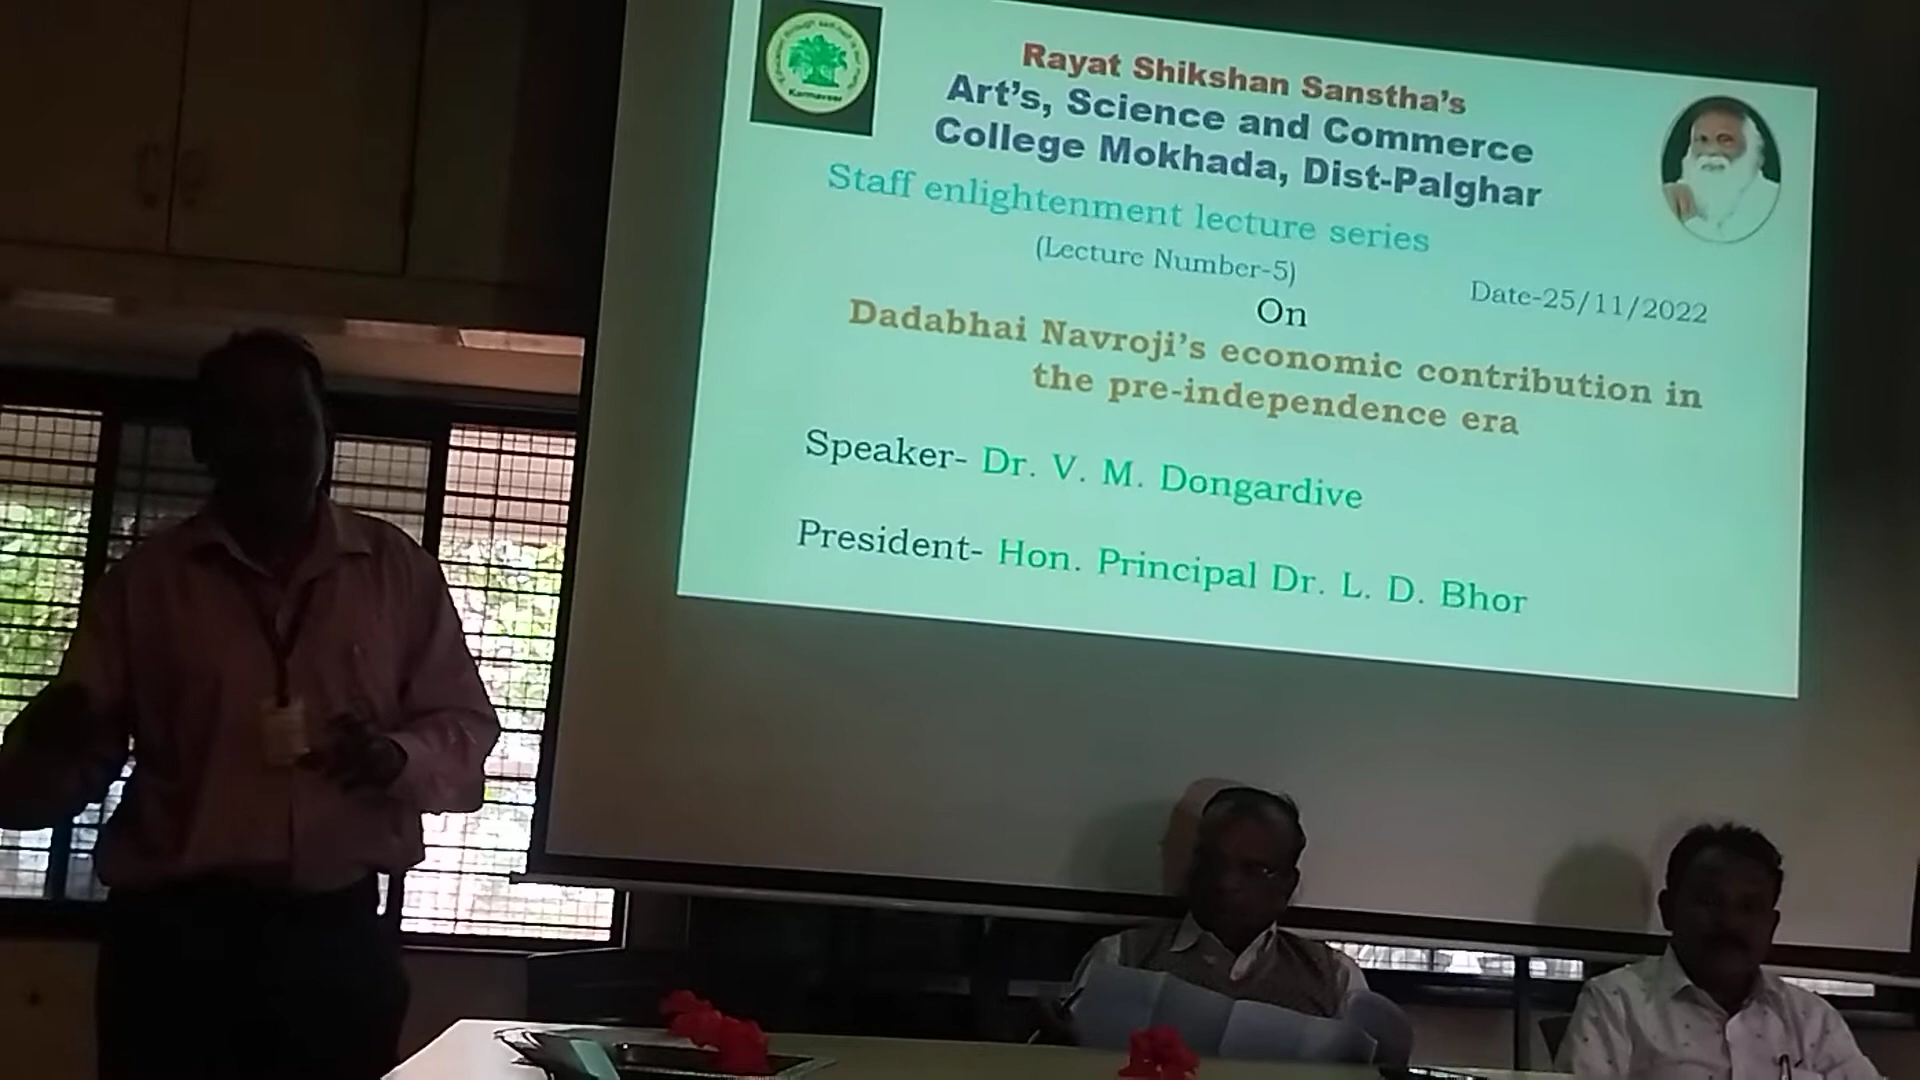 Karmaveer
Rayat Shikshan Sanstha's
Art's, Science and Commerce
College Mokhada, Dist-Palghar
Staff enlightenment lecture series
(Lecture Number-5)
Date-25/11/2022
On
Dadabhai Navroji's economic contribution in
the pre-independence era
Speaker- Dr. V. M. Dongardive
President- Hon. Principal Dr. L. D. Bhor